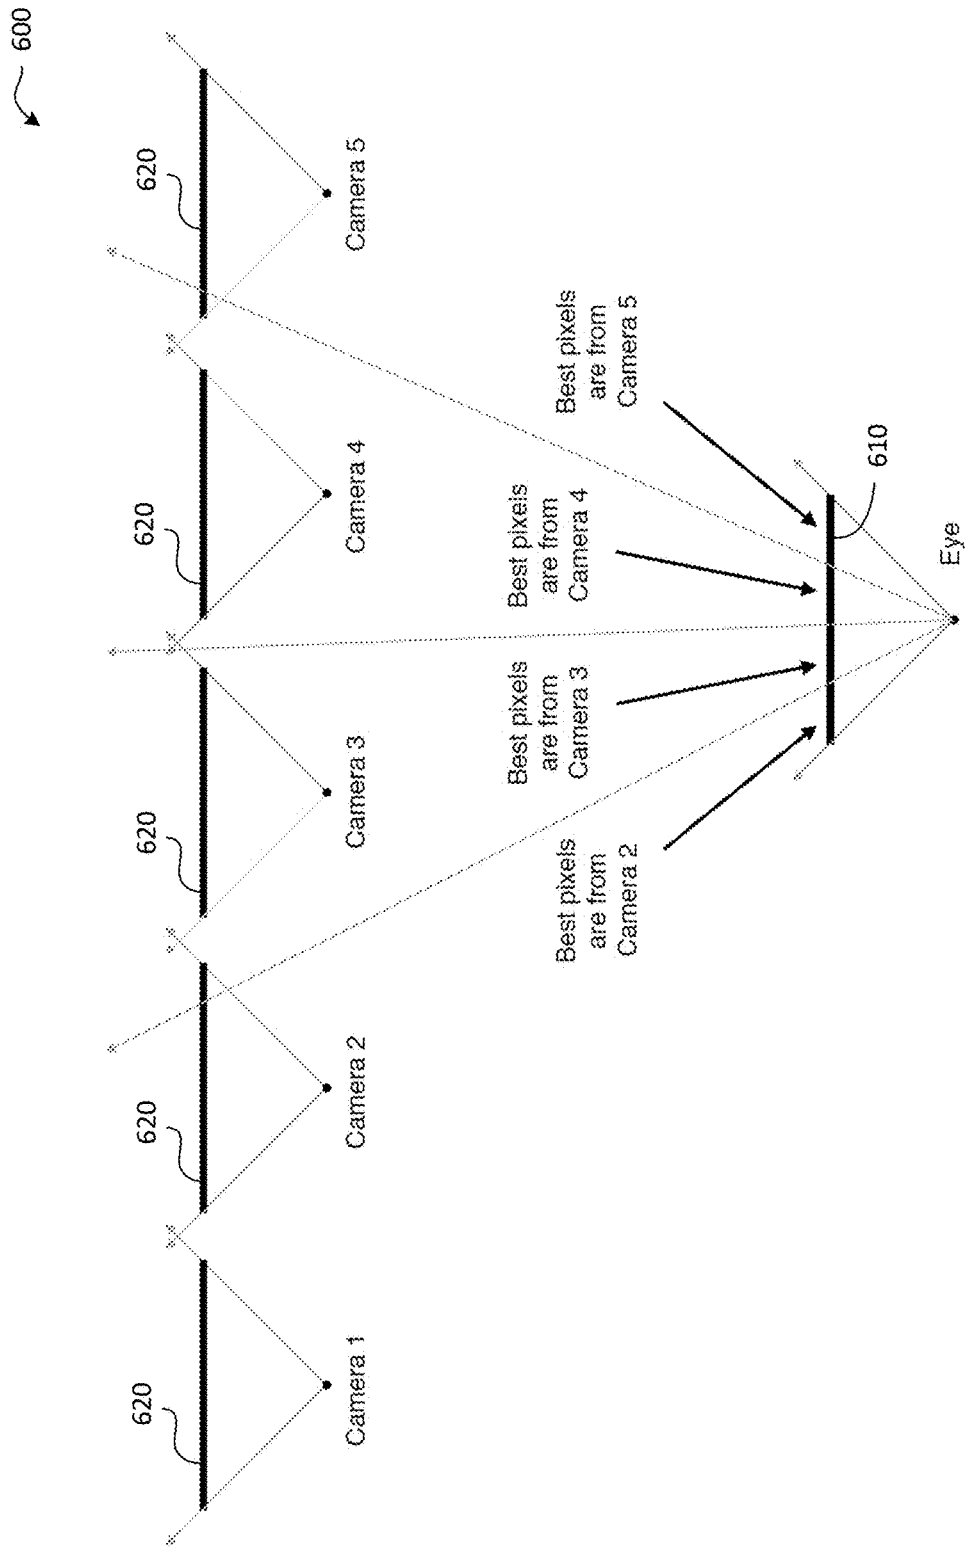 600
620
620
620
620
620
Camera 1
Camera 2
Camera 3
Camera 4
Camera 5
Best pixels
are from
Camera 2
Best pixels
are from
Camera 3
Best pixels
are from
Camera 4
Best pixels
are from
Camera 5
610
Eye